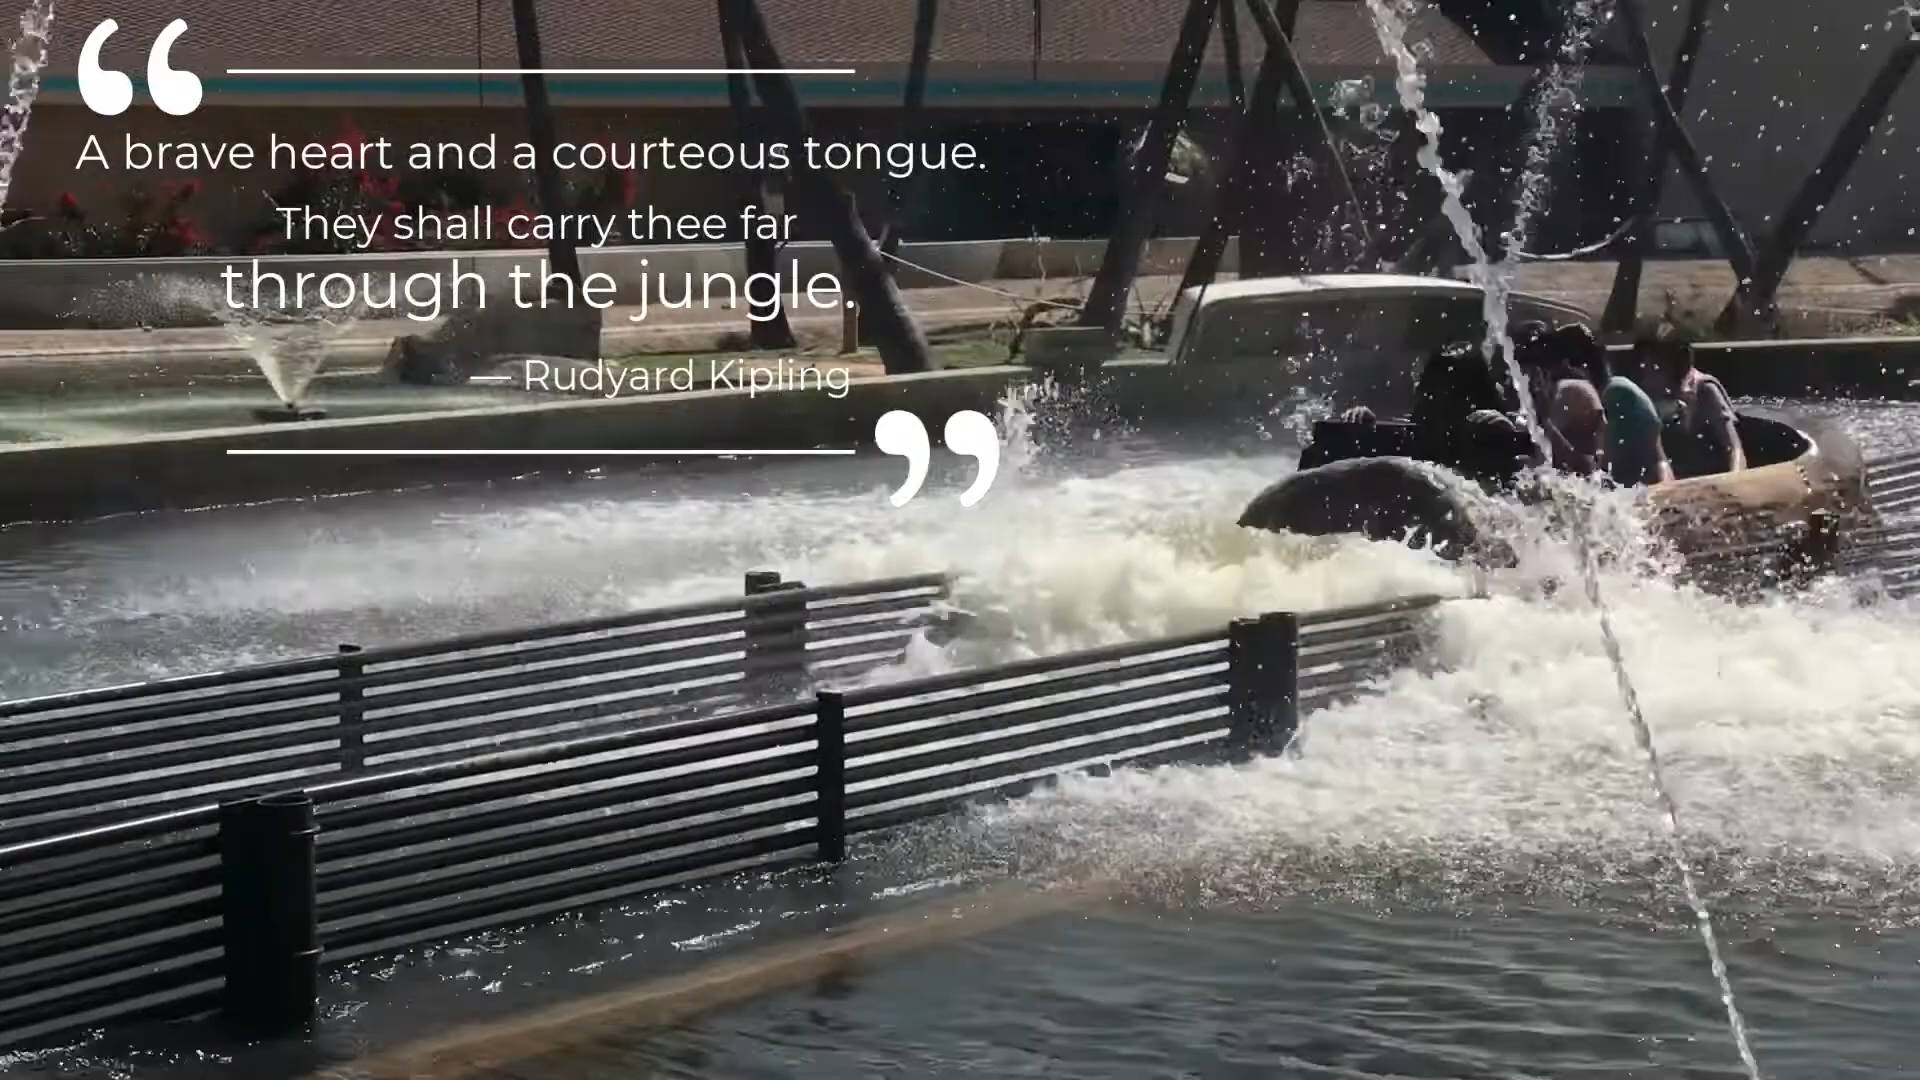 “
A brave heart and a courteous tongue.
They shall carry thee far
through the jungle.
— Rudyard Kipling
”